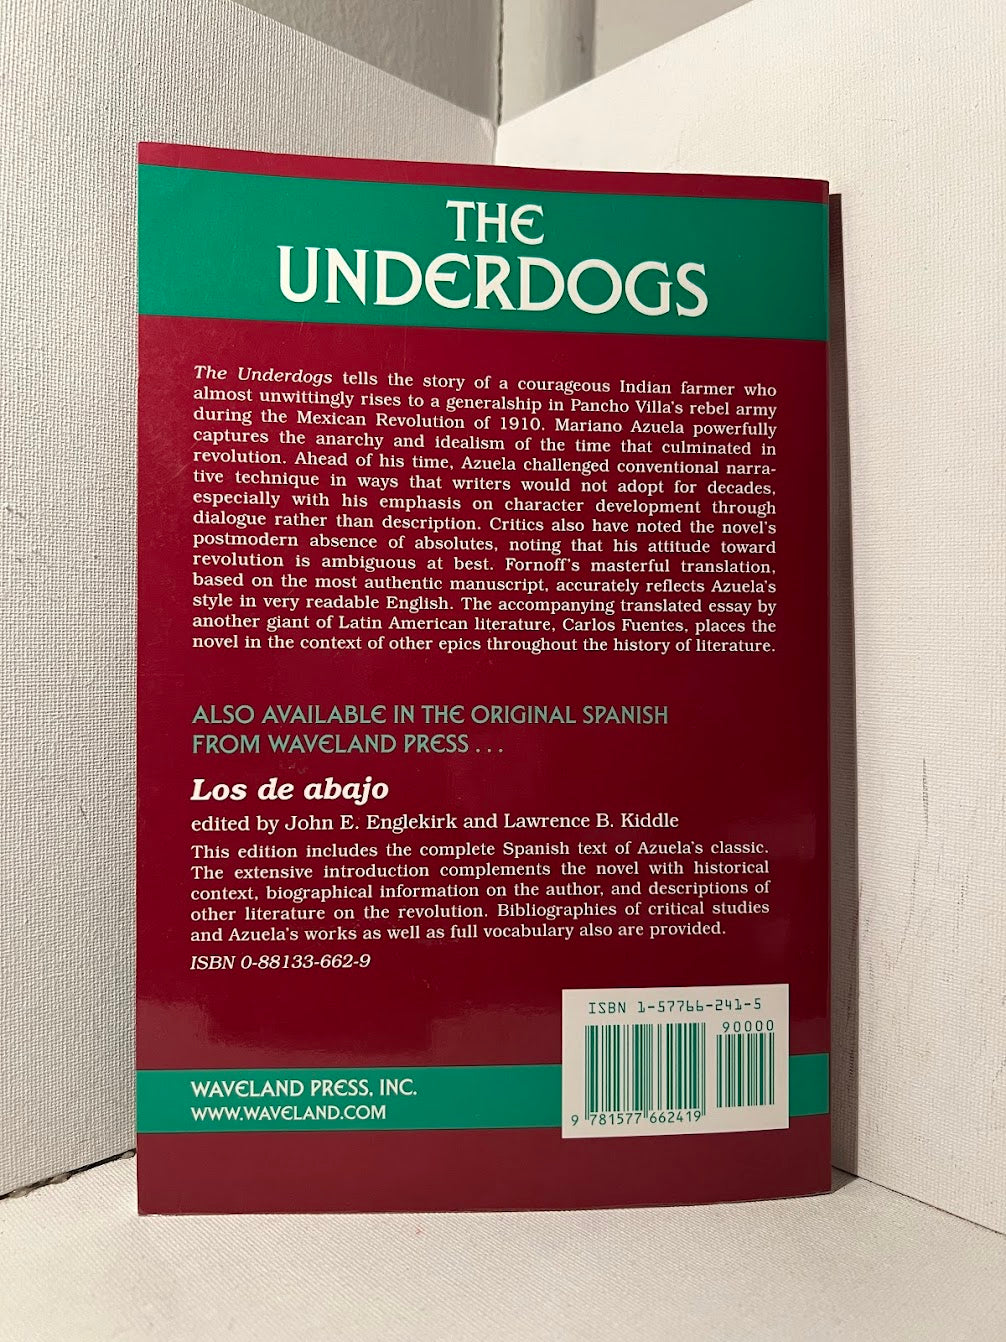 THE
UNDERDOGS
The Underdogs tells the story of a courageous Indian farmer who
almost unwittingly rises to a generalship in Pancho Villa's rebel army
during the Mexican Revolution of 1910. Mariano Azuela powerfully
captures the anarchy and idealism of the time that culminated in
revolution. Ahead of his time, Azuela challenged conventional narra-
tive technique in ways that writers would not adopt for decades,
especially with his emphasis on character development through
dialogue rather than description. Critics also have noted the novel's
postmodern absence of absolutes, noting that his attitude toward
revolution is ambiguous at best. Fornoff's masterful translation,
based on the most authentic manuscript, accurately reflects Azuela's
style in very readable English. The accompanying translated essay by
another giant of Latin American literature, Carlos Fuentes, places the
novel in the context of other epics throughout the history of literature.
ALSO AVAILABLE IN THE ORIGINAL SPANISH
FROM WAVELAND PRESS . . .
Los de abajo
edited by John E. Englekirk and Lawrence B. Kiddle
This edition includes the complete Spanish text of Azuela's classic.
The extensive introduction complements the novel with historical
context, biographical information on the author, and descriptions of
other literature on the revolution. Bibliographies of critical studies
and Azuela's works as well as full vocabulary also are provided.
ISBN 0-88133-662-9
ISBN 1-57766-241-5
90000
9 781577 662419
WAVELAND PRESS, INC.
WWW.WAVELAND.COM